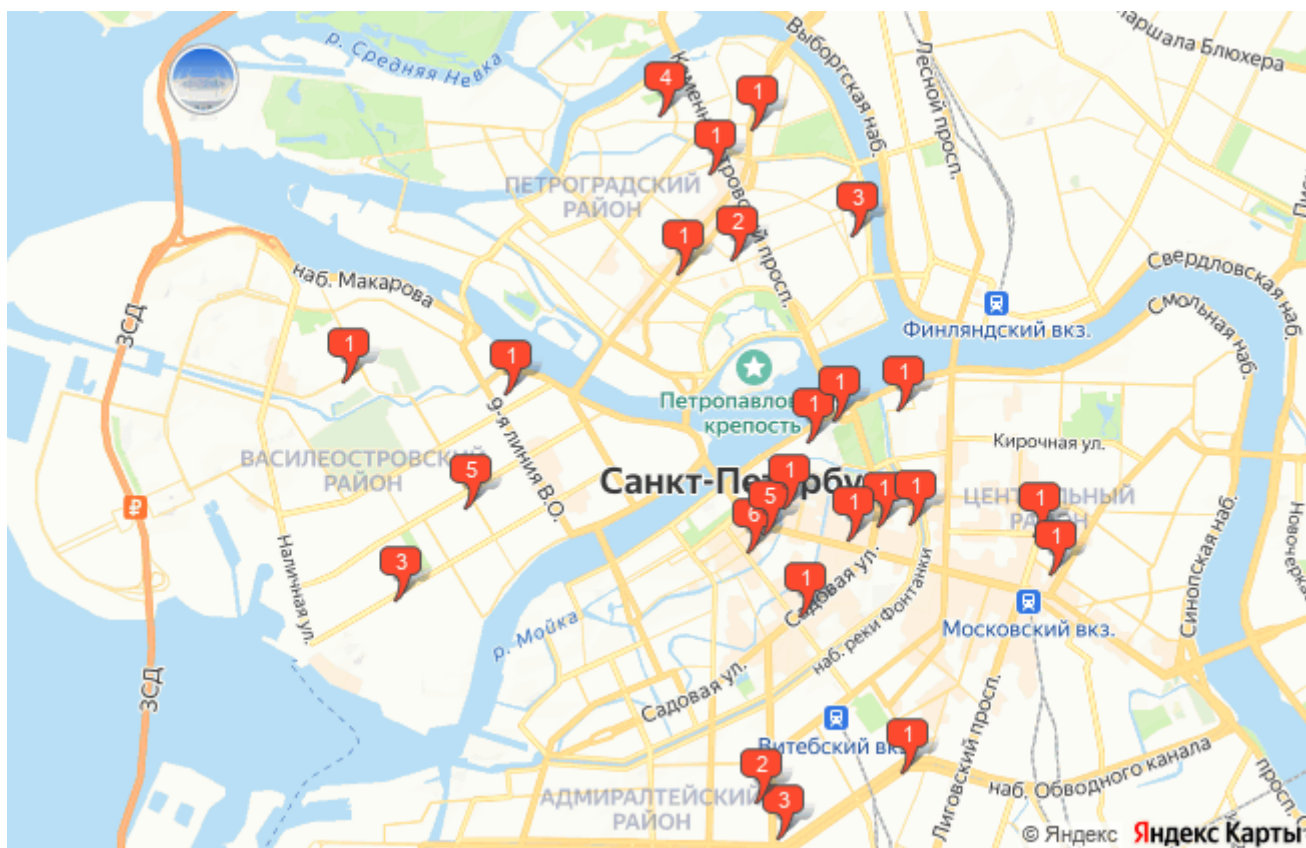 р. Средняя Невка
Выборгская наб.
Лесной просп.
Маршала Блюхера
4
1
1
ПЕТРОГРАДСКИЙ
РАЙОН
3
2
1
наб. Макарова
ЗСД
Свердловская наб.
Смольная наб.
Финляндский вкз.
1
1
1
1
1
Петропавловская
крепость
9-я линия В.О.
Кирочная ул.
ВАСИЛЕОСТРОВСКИЙ
РАЙОН
5
Санкт-Петербург
1
5
6
1
1
1
ЦЕНТРАЛЬНЫЙ
РАЙОН
1
1
₽
3
1
Наличная ул.
Садовая ул.
наб. реки Фонтанки
Синопская наб.
р. Мойка
Московский вкз.
ЗСД
Садовая ул.
Витебский вкз.
1
Лиговский просп.
наб. Обводного канала
просп.
2
3
АДМИРАЛТЕЙСКИЙ
РАЙОН
© Яндекс Яндекс Карты